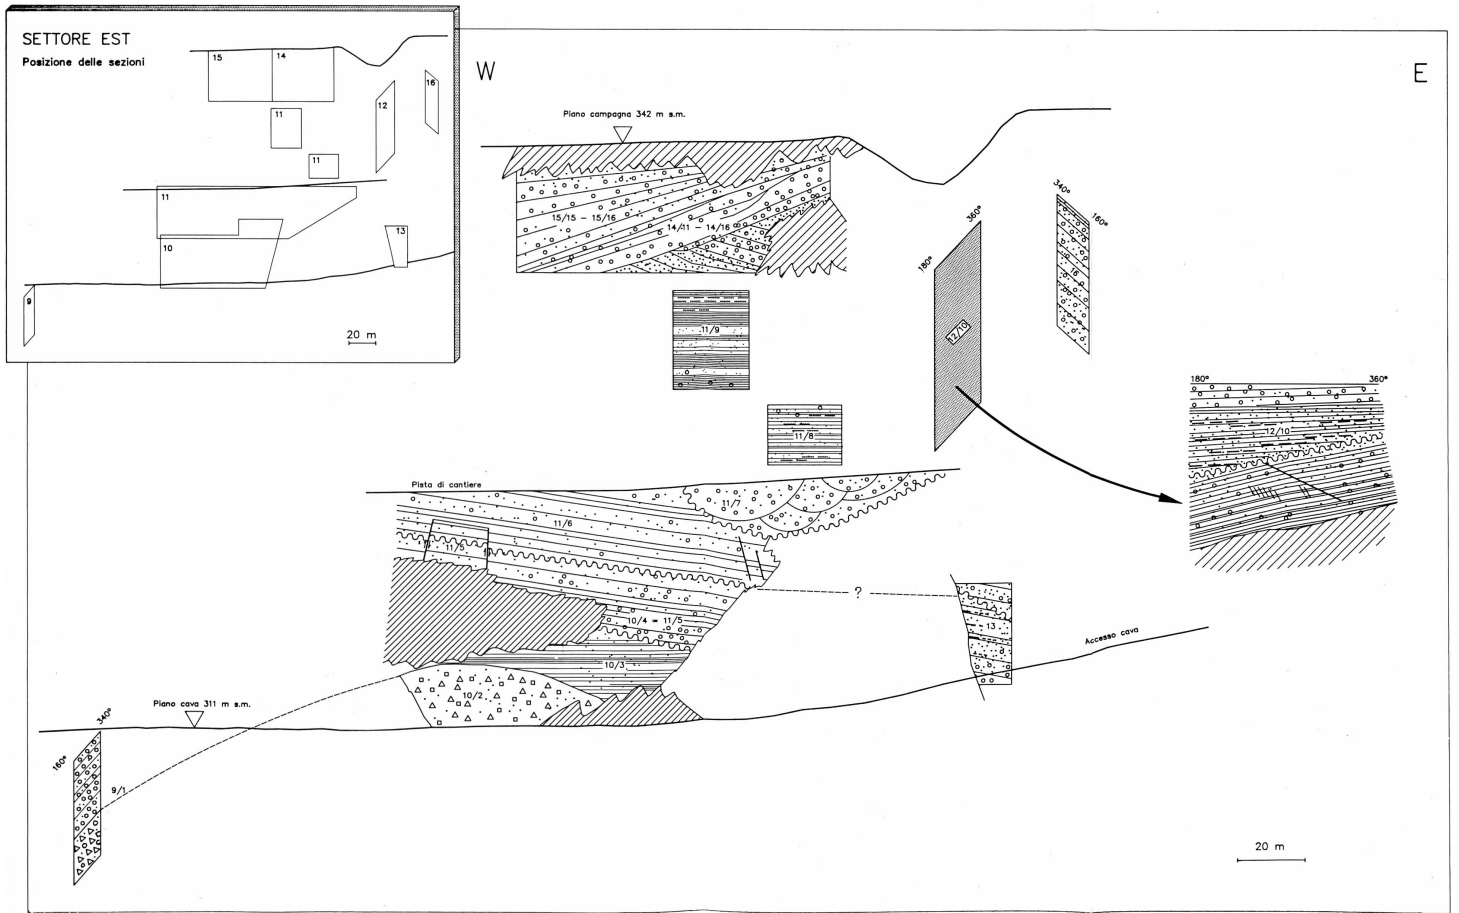 SETTORE EST
Posizione delle sezioni
15
14
16
12
11
11
11
10
13
9
20 m
W
E
Piano campagna 342 m s.m.
15/15 - 15/16
14/11 - 14/16
340°
160°
16
360°
180°
12/10
11/9
11/8
180°
360°
12/10
Pista di cantiere
11/7
11/6
11/5
?
10/4 = 11/5
13
10/3
Accesso cava
10/2
Piano cava 311 m s.m.
340°
160°
9/1
20 m